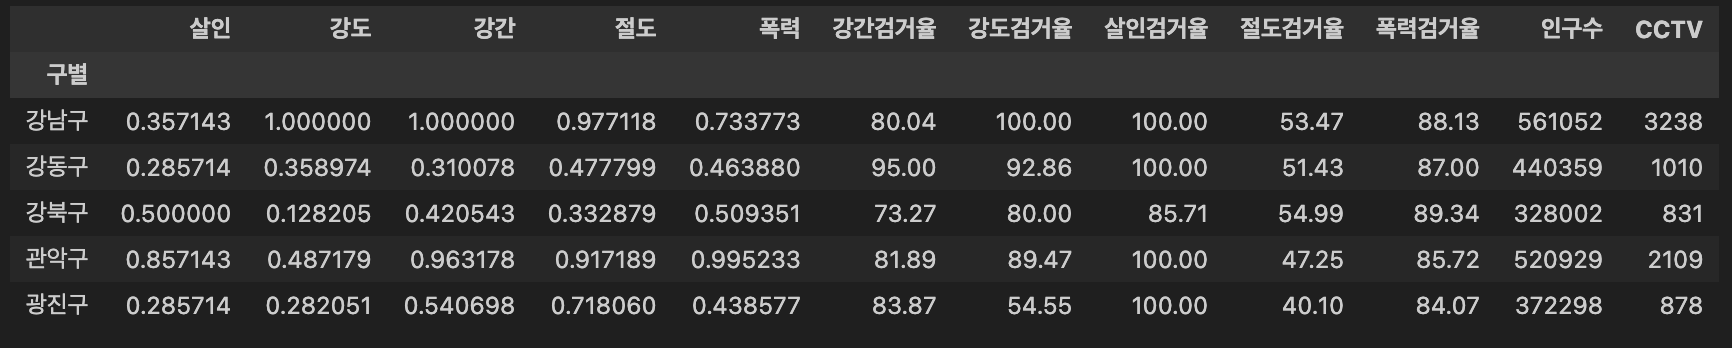 살인 강도 강간 절도 폭력 강간검거율 강도검거율 살인검거율 절도검거율 폭력검거율 인구수 CCTV
구별
강남구 0.357143 1.000000 1.000000 0.977118 0.733773 80.04 100.00 100.00 53.47 88.13 561052 3238
강동구 0.285714 0.358974 0.310078 0.477799 0.463880 95.00 92.86 100.00 51.43 87.00 440359 1010
강북구 0.500000 0.128205 0.420543 0.332879 0.509351 73.27 80.00 85.71 54.99 89.34 328002 831
관악구 0.857143 0.487179 0.963178 0.917189 0.995233 81.89 89.47 100.00 47.25 85.72 520929 2109
광진구 0.285714 0.282051 0.540698 0.718060 0.438577 83.87 54.55 100.00 40.10 84.07 372298 878